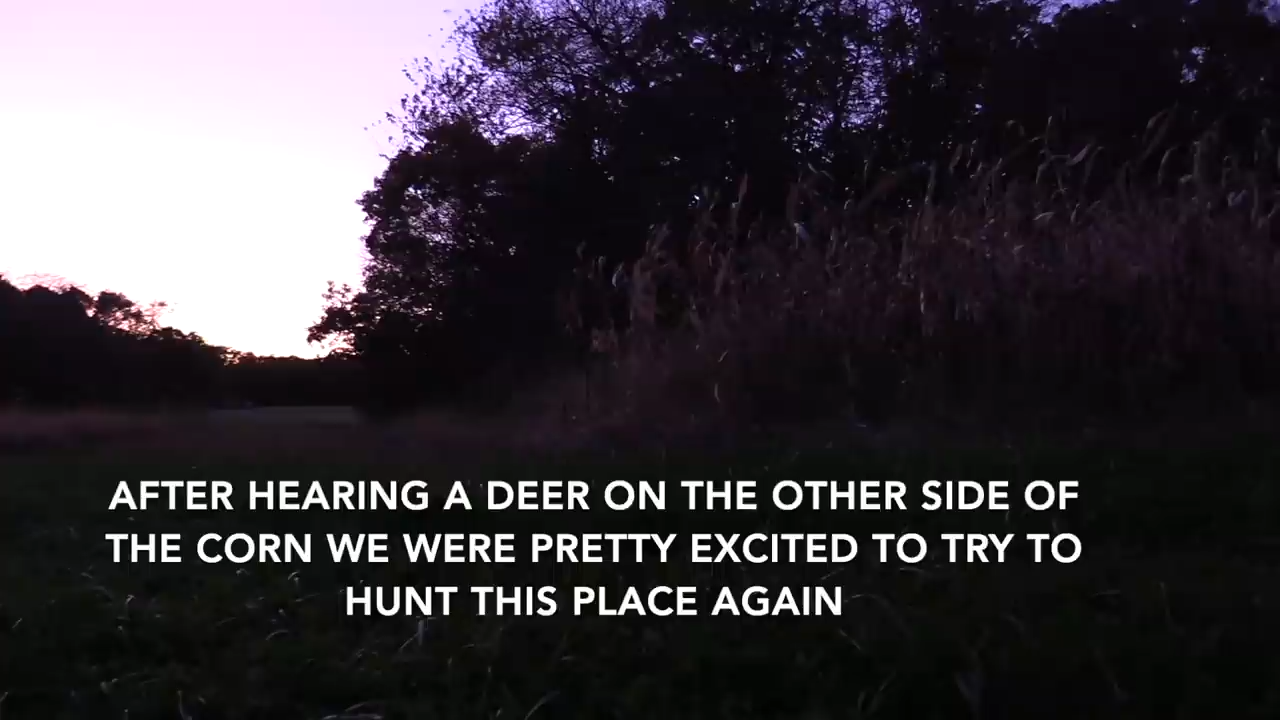 AFTER HEARING A DEER ON THE OTHER SIDE OF
THE CORN WE WERE PRETTY EXCITED TO TRY TO
HUNT THIS PLACE AGAIN